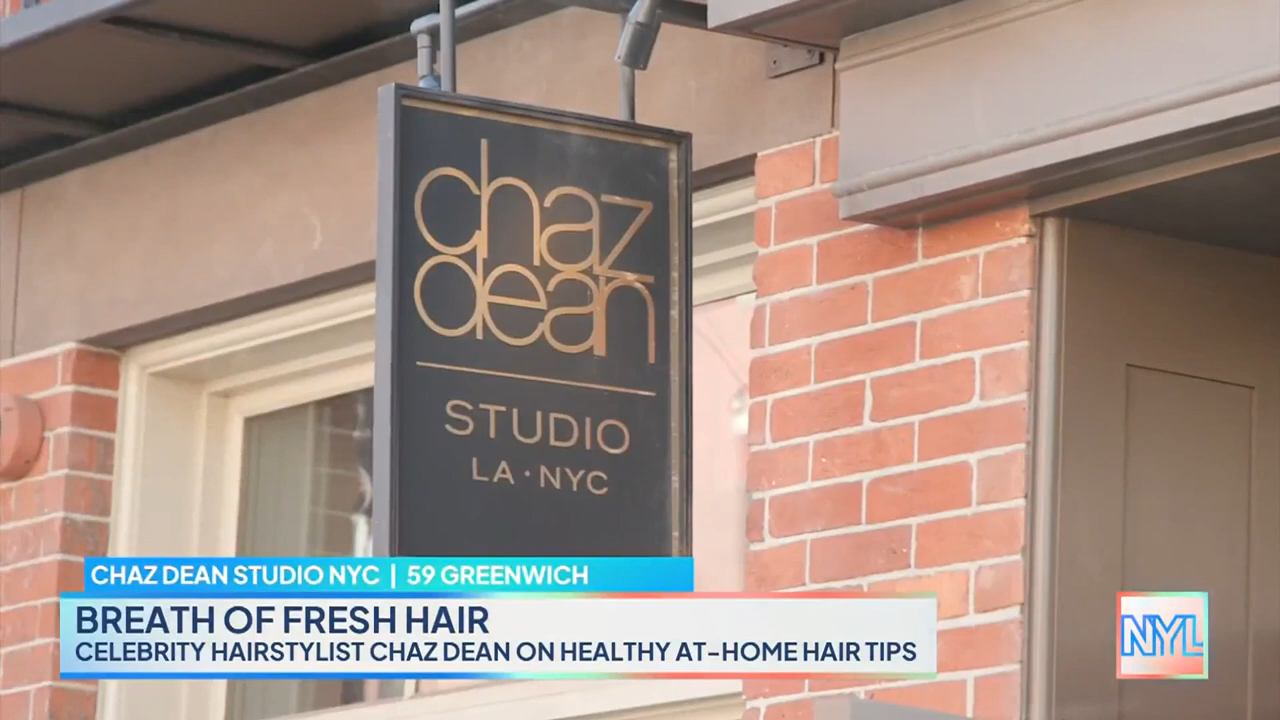 chaz
dean
STUDIO
LA · NYC
CHAZ DEAN STUDIO NYC | 59 GREENWICH
BREATH OF FRESH HAIR
CELEBRITY HAIRSTYLIST CHAZ DEAN ON HEALTHY AT-HOME HAIR TIPS
NYL